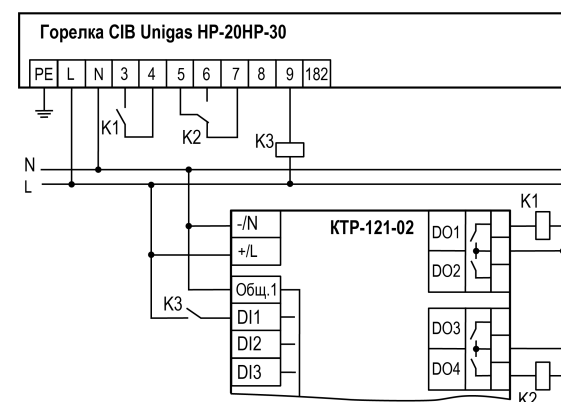 Горелка CIB Unigas HP-20HP-30
PE L N 3 4 5 6 7 8 9 182
K1
K2
K3
N
L
K1
-/N
КТР-121-02
DO1
+/L
DO2
Общ.1
K3
DI1
DO3
DI2
DI3
DO4
K2